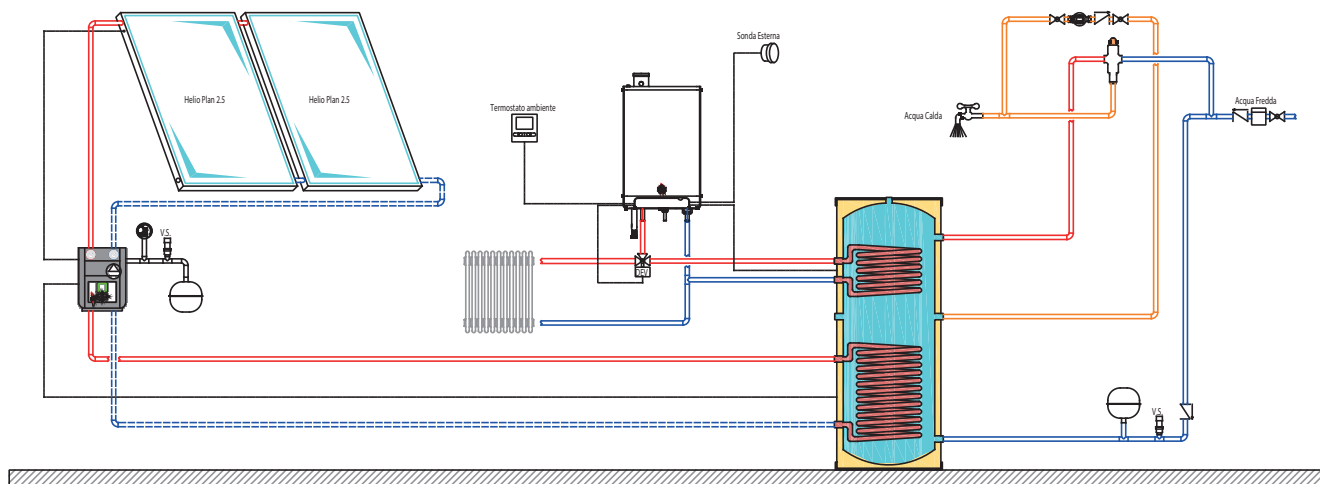 Sonda Esterna
Helio Plan 2.5
Helio Plan 2.5
Termostato ambiente
Acqua Calda
Acqua Fredda
V.S.
DEV
V.S.